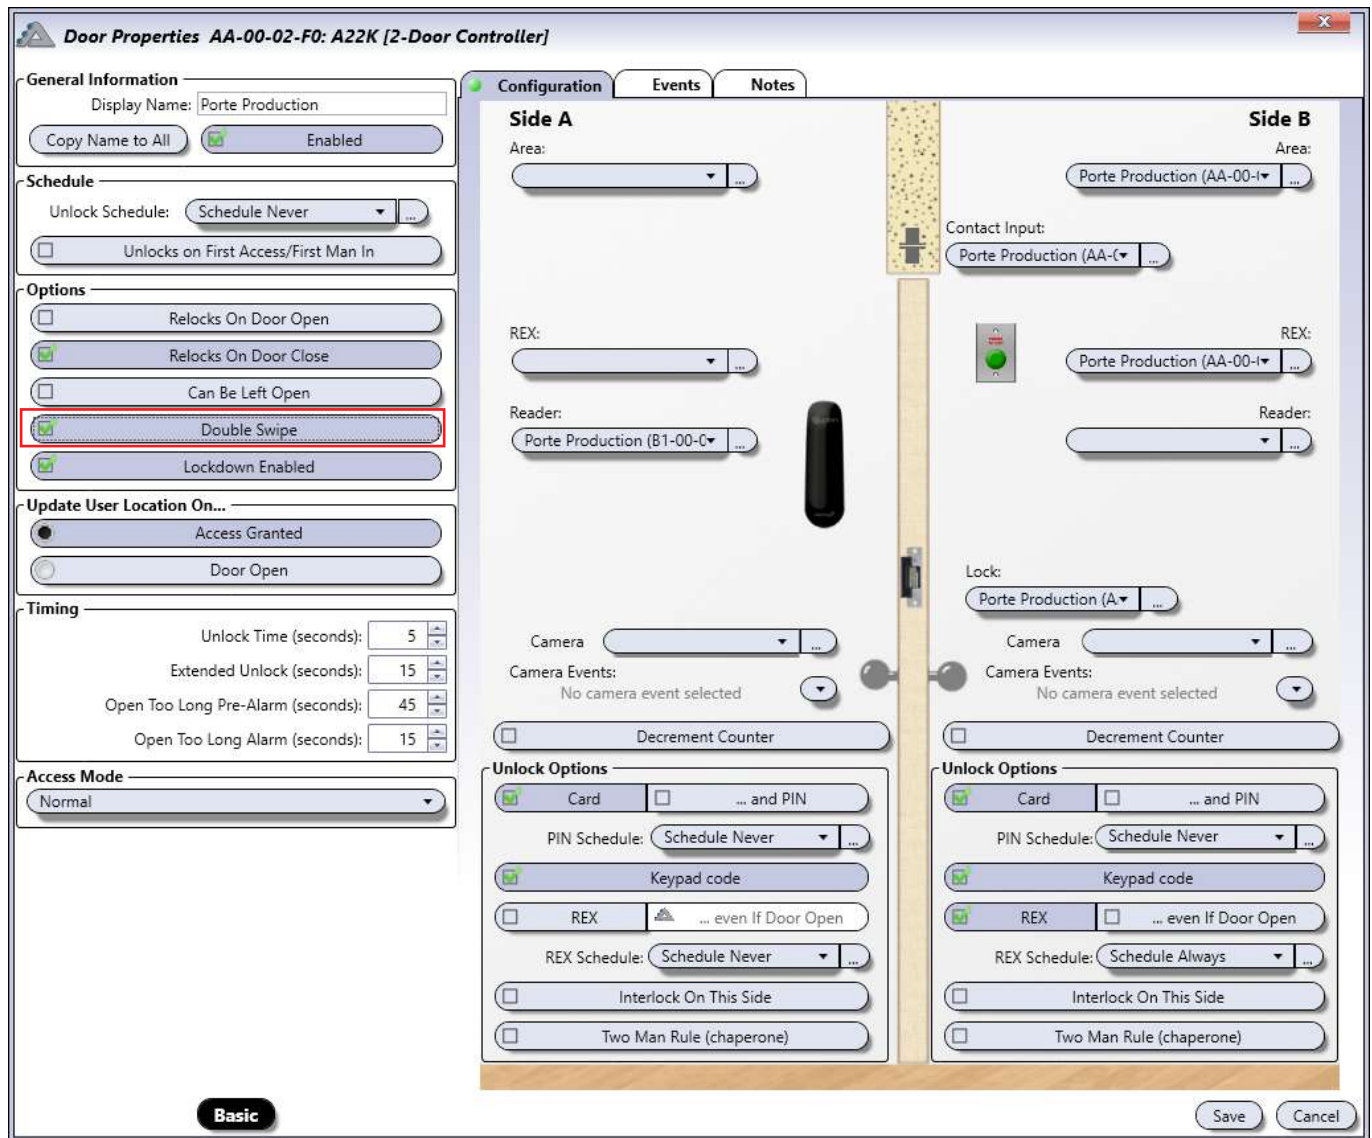 Door Properties AA-00-02-F0: A22K [2-Door Controller]
General Information
Display Name: Porte Production
Copy Name to All
Enabled
Schedule
Unlock Schedule: Schedule Never ...
Unlocks on First Access/First Man In
Options
Relocks On Door Open
Relocks On Door Close
Can Be Left Open
Double Swipe
Lockdown Enabled
Update User Location On...
Access Granted
Door Open
Timing
Unlock Time (seconds): 5
Extended Unlock (seconds): 15
Open Too Long Pre-Alarm (seconds): 45
Open Too Long Alarm (seconds): 15
Access Mode
Normal
Basic
Configuration Events Notes
Side A
Area:
...
REX:
...
Reader:
Porte Production (B1-00-0 ...
Camera ...
Camera Events:
No camera event selected
Decrement Counter
Unlock Options
Card ... and PIN
PIN Schedule: Schedule Never ...
Keypad code
REX ... even If Door Open
REX Schedule: Schedule Never ...
Interlock On This Side
Two Man Rule (chaperone)
Side B
Area:
Porte Production (AA-00- ...
Contact Input:
Porte Production (AA-0 ...
REX:
Porte Production (AA-00- ...
Reader:
...
Lock:
Porte Production (A ...
Camera ...
Camera Events:
No camera event selected
Decrement Counter
Unlock Options
Card ... and PIN
PIN Schedule: Schedule Never ...
Keypad code
REX ... even If Door Open
REX Schedule: Schedule Always ...
Interlock On This Side
Two Man Rule (chaperone)
Save Cancel